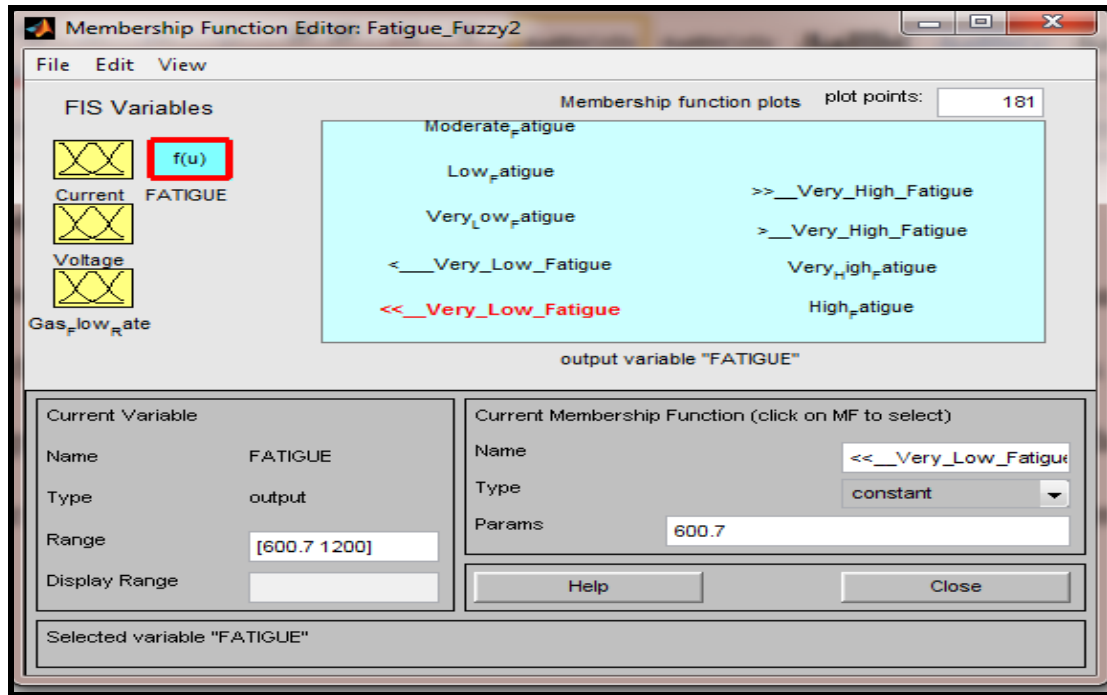 Membership Function Editor: Fatigue_Fuzzy2
File Edit View
FIS Variables
Membership function plots
plot points:
181
f(u)
Current
FATIGUE
Voltage
Gas_Flow_Rate
Moderate_Fatigue
Low_Fatigue
Very_Low_Fatigue
<___Very_Low_Fatigue
<<__Very_Low_Fatigue
>>__Very_High_Fatigue
>__Very_High_Fatigue
Very_High_Fatigue
High_Fatigue
output variable "FATIGUE"
Current Variable
Name FATIGUE
Type output
Range [600.7 1200]
Display Range
Current Membership Function (click on MF to select)
Name <<__Very_Low_Fatigue
Type constant
Params 600.7
Help
Close
Selected variable "FATIGUE"